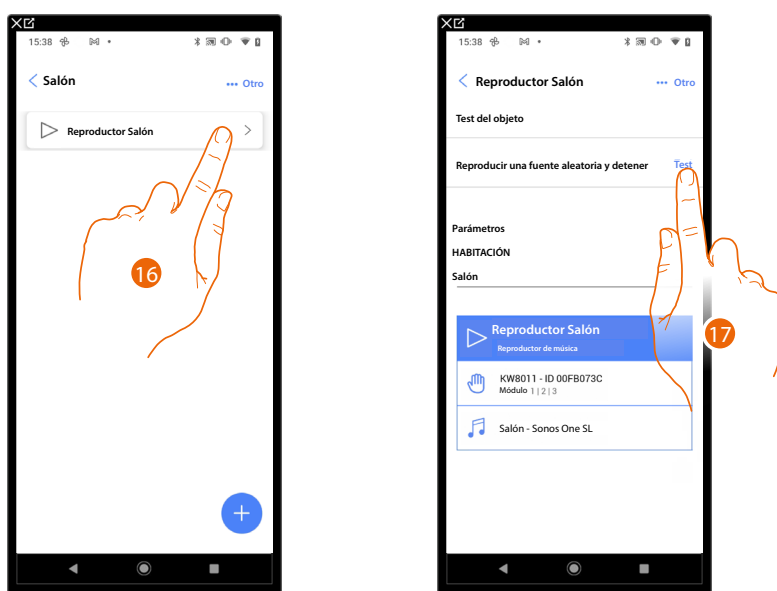 15:38
Salón
••• Otro
Reproductor Salón
16
15:38
Reproductor Salón
••• Otro
Test del objeto
Reproducir una fuente aleatoria y detener
Test
Parámetros
HABITACIÓN
Salón
Reproductor Salón
Reproductor de música
KW8011 - ID 00FB073C
Módulo 1 | 2 | 3
Salón - Sonos One SL
17